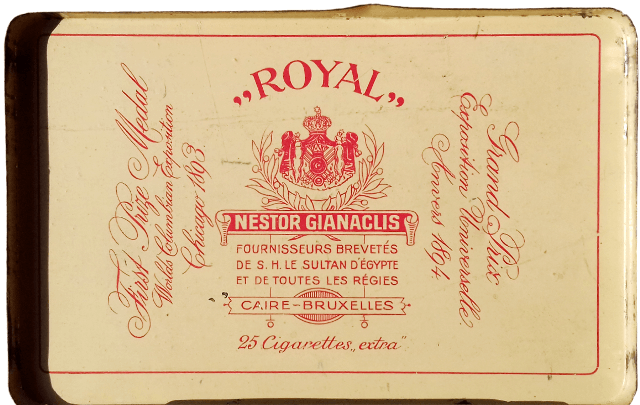 „ROYAL„
First Prize Medal
World's Columbian Exposition
Chicago 1893
NESTOR GIANACLIS
FOURNISSEURS BREVETÉS
DE S. H. LE SULTAN D'ÉGYPTE
ET DE TOUTES LES RÉGIES
CAIRE-BRUXELLES
25 Cigarettes „extra"
Grand Prix
Exposition Universelle
Anvers 1894